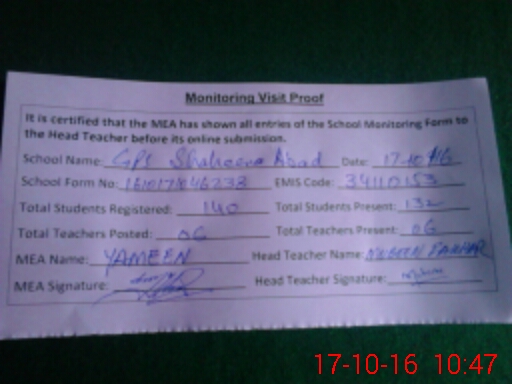 Monitoring Visit Proof
It is certified that the MEA has shown all entries of the School Monitoring Form to
the Head Teacher before its online submission.
School Name: GPS Shaheena Abad Date: 17-10-16
School Form No: EMIS Code: 34110153
Total Students Registered: 140 Total Students Present: 132
Total Teachers Posted: 06 Total Teachers Present: 06
MEA Name: YAMEEN Head Teacher Name:
MEA Signature: Head Teacher Signature:
17-10-16 10:47